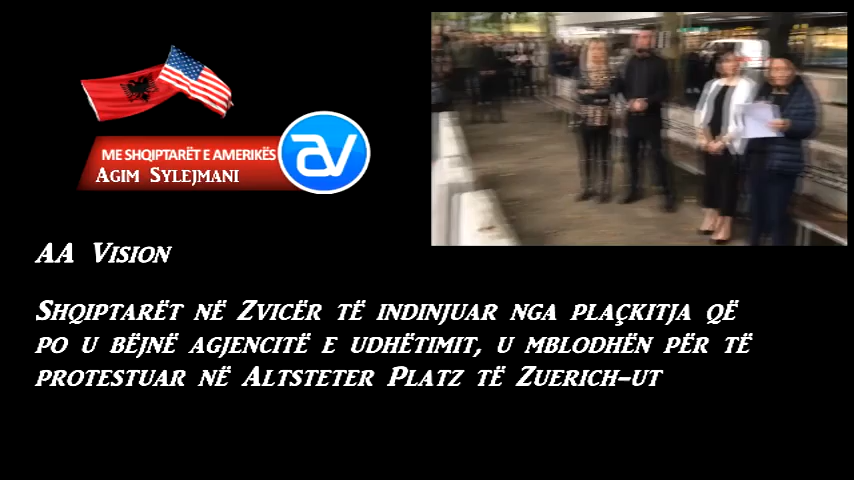 ME SHQIPTARËT E AMERIKËS
AGIM SYLEJMANI
av
AA VISION
SHQIPTARËT NË ZVICËR TË INDINJUAR NGA PLAÇKITJA QË
PO U BËJNË AGJENCITË E UDHËTIMIT, U MBLODHËN PËR TË
PROTESTUAR NË ALTSTETER PLATZ TË ZUERICH-UT